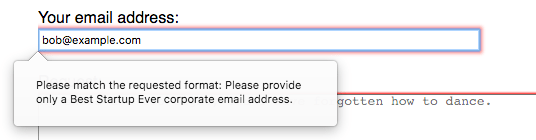 Your email address:
bob@example.com
Please match the requested format: Please provide
only a Best Startup Ever corporate email address.
how to dance.